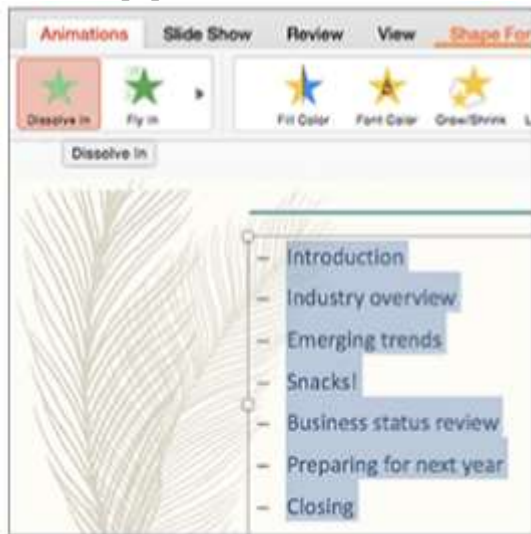 Animations Slide Show Review View Shape For
Dissolve In Fly In Fill Color Font Color Grow/Shrink L
Dissolve In
– Introduction
– Industry overview
– Emerging trends
– Snacks!
– Business status review
– Preparing for next year
– Closing